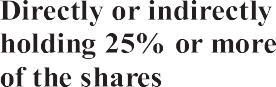 Directly or indirectly
holding 25% or more
of the shares